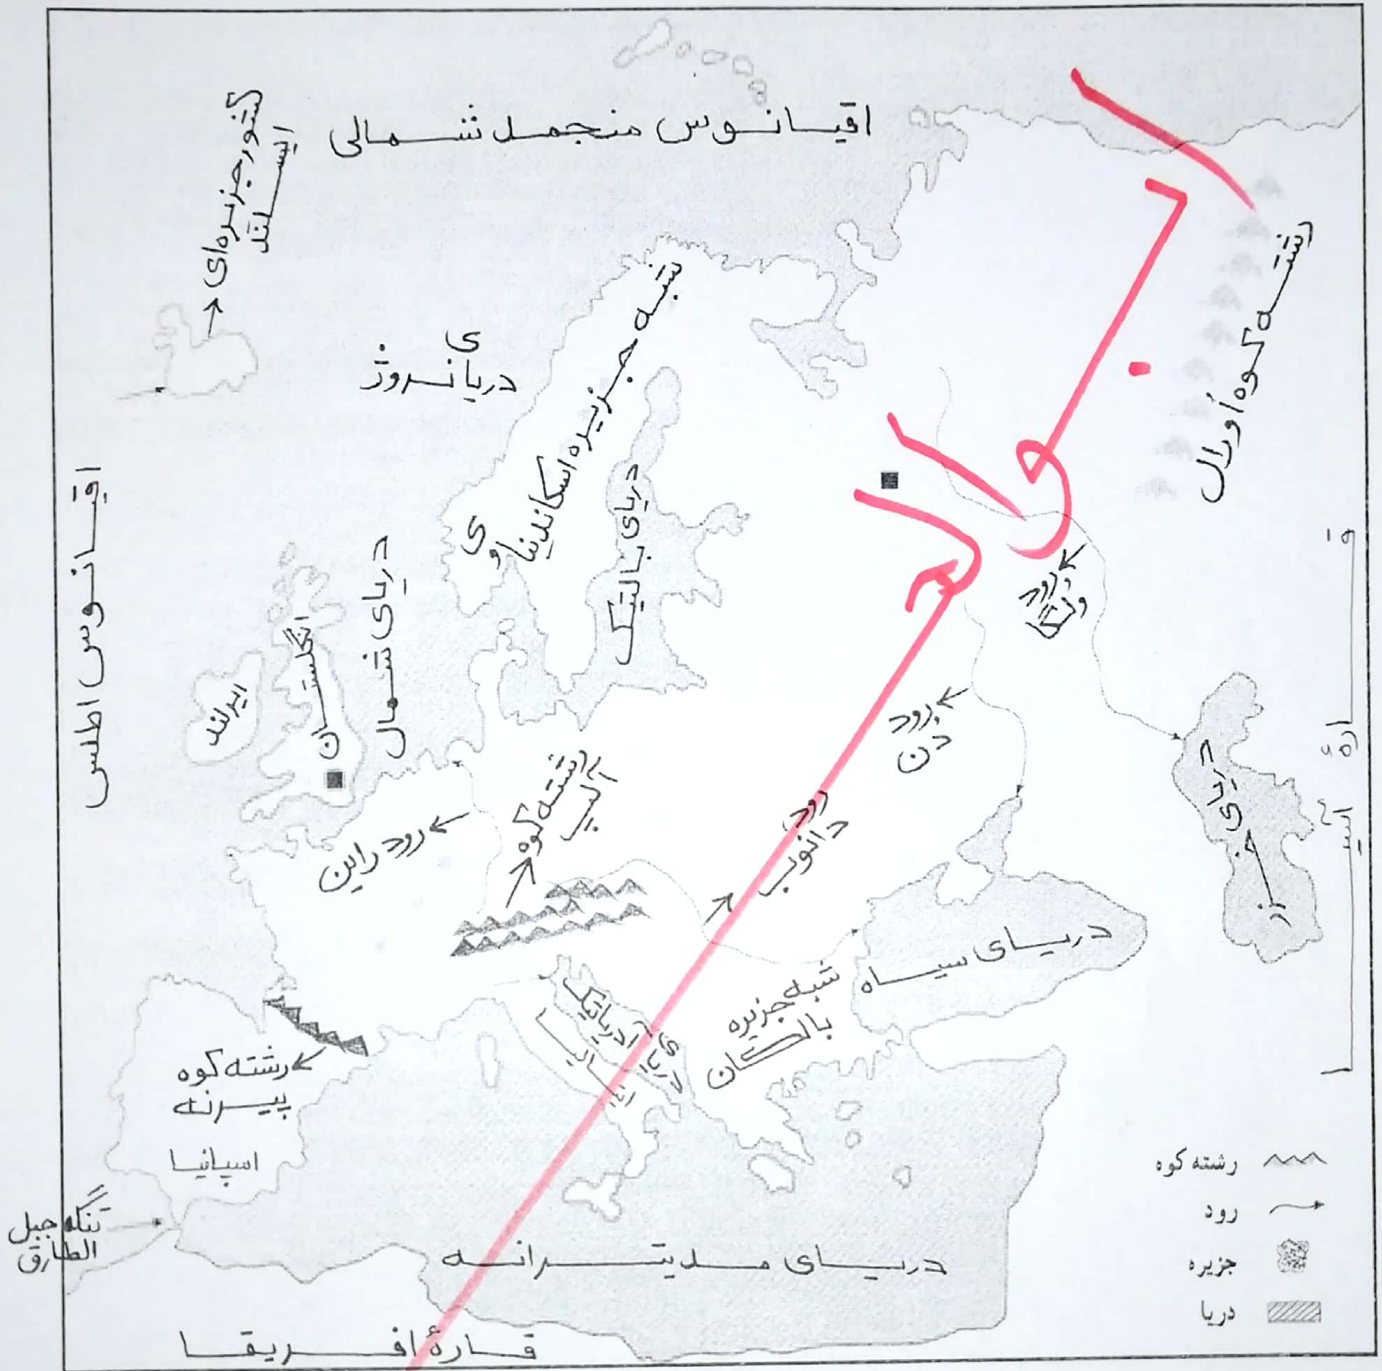 اقیانوس منجمد شمالی
کشور جزیره‌ای
ایسلند
دریای نروژ
شبه جزیره اسکاندیناوی
رشته کوه اُورال
اقیانوس اطلس
دریای بالتیک
دریای شمال
انگلستان
ایرلند
رود
ولگا
رود
دن
رشته کوه
آلپ
رود راین
رود
دانوب
دریای خزر
قارهٔ آسیا
دریای سیاه
شبه جزیره
بالکان
دریای آدریاتیک
ایتالیا
رشته کوه
پیرنه
اسپانیا
تنگه جبل
الطارق
دریای مدیترانه
قارهٔ افریقا
رشته کوه
رود
جزیره
دریا